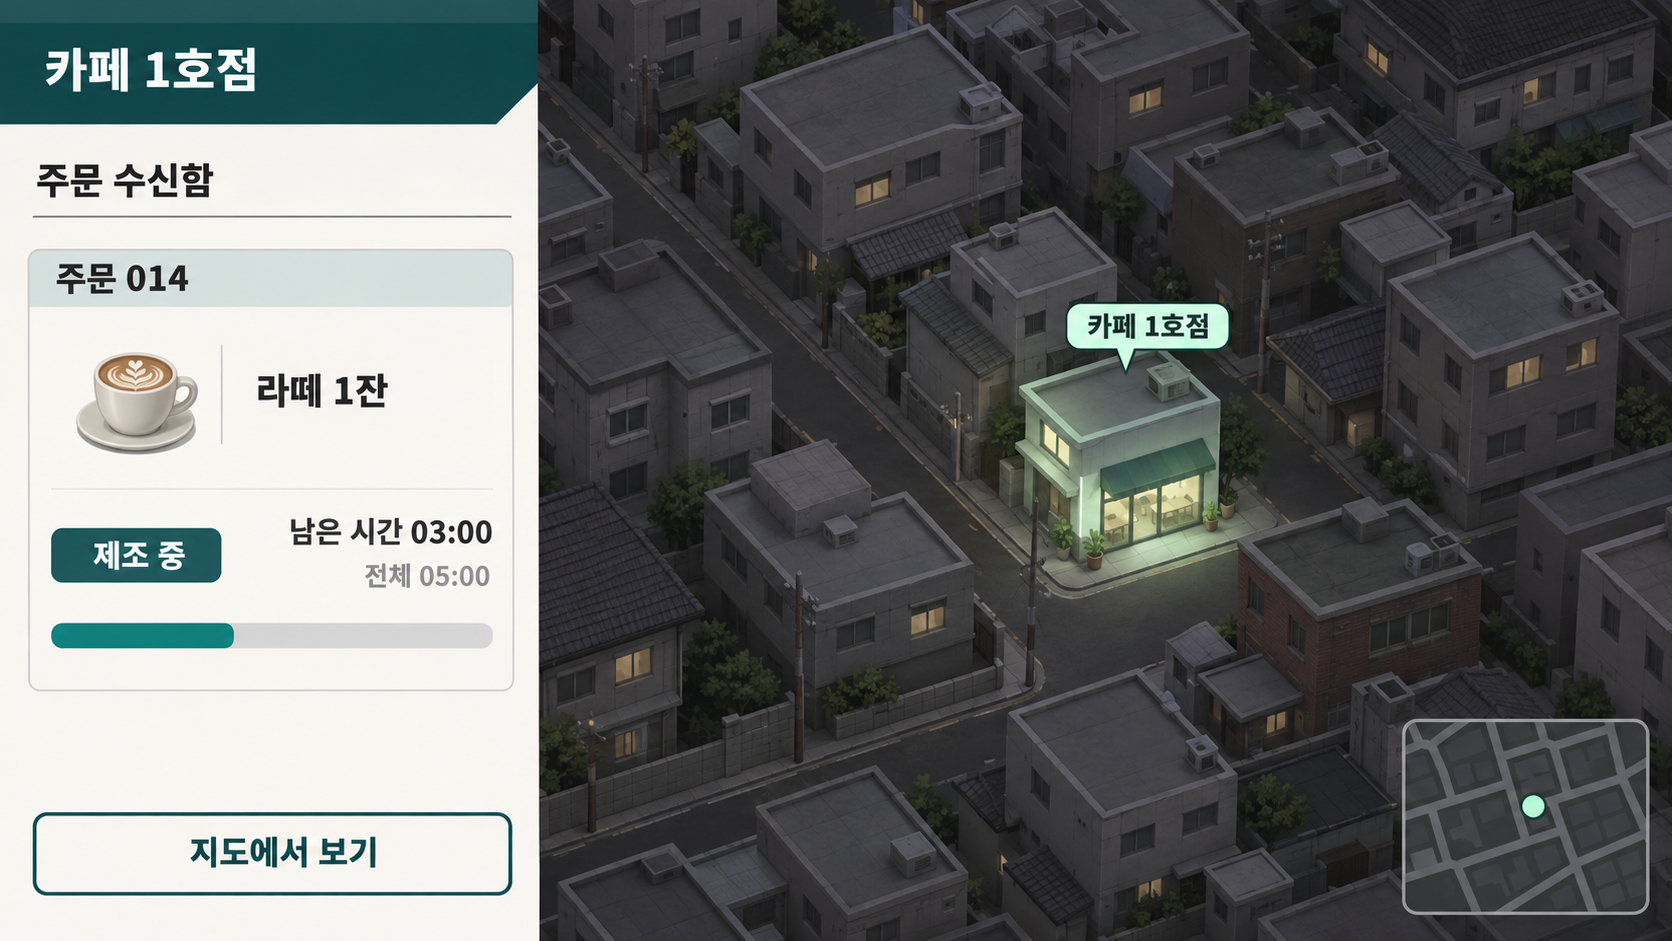 카페 1호점
주문 수신함
주문 014
라떼 1잔
제조 중
남은 시간 03:00
전체 05:00
지도에서 보기
카페 1호점